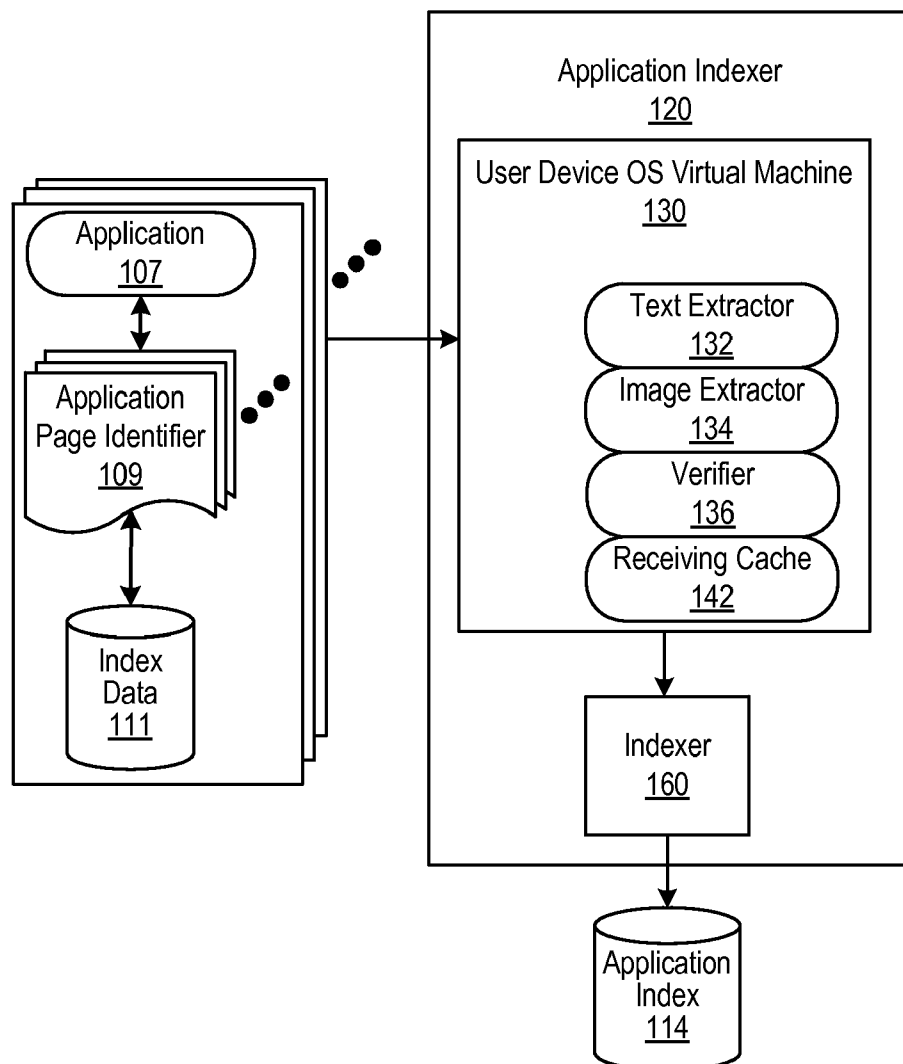 Application
107
Application
Page Identifier
109
Index
Data
111
Application Indexer
120
User Device OS Virtual Machine
130
Text Extractor
132
Image Extractor
134
Verifier
136
Receiving Cache
142
Indexer
160
Application
Index
114